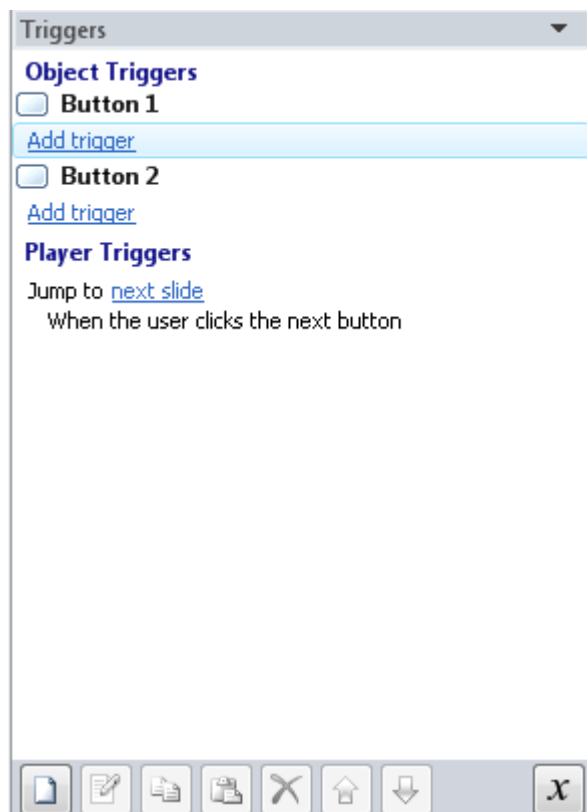 Triggers
Object Triggers
Button 1
Add trigger
Button 2
Add trigger
Player Triggers
Jump to next slide
When the user clicks the next button
x